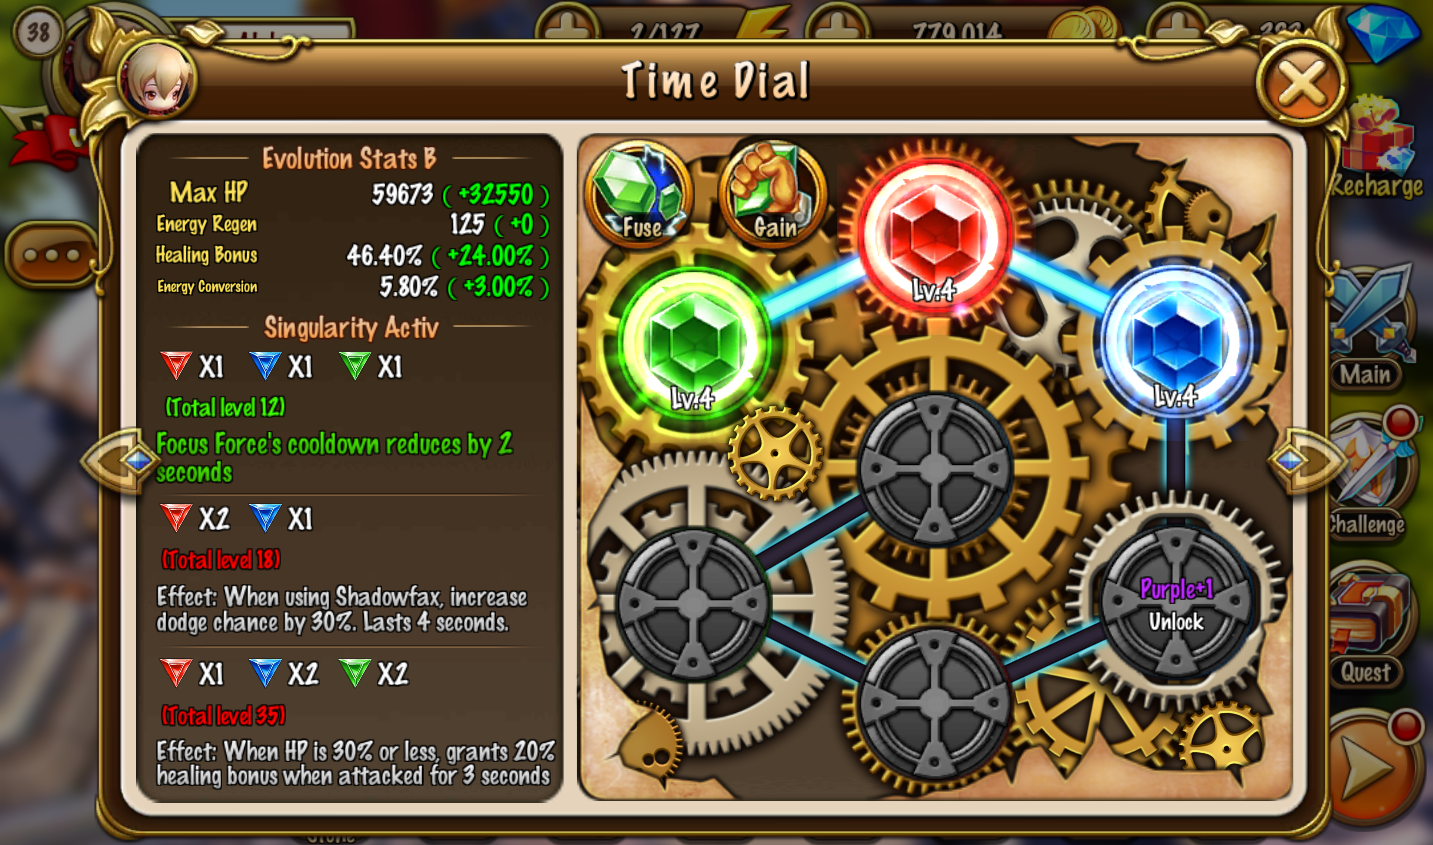 38
2/127
779,014
Time Dial
Recharge
Evolution Stats B
Max HP 59673 ( +32550 )
Energy Regen 125 ( +0 )
Healing Bonus 46.40% ( +24.00% )
Energy Conversion 5.80% ( +3.00% )
Singularity Activ
X1 X1 X1
(Total level 12)
Focus Force's cooldown reduces by 2
seconds
X2 X1
(Total level 18)
Effect: When using Shadowfax, increase
dodge chance by 30%. Lasts 4 seconds.
X1 X2 X2
(Total level 35)
Effect: When HP is 30% or less, grants 20%
healing bonus when attacked for 3 seconds
Fuse
Gain
Lv.4
Lv.4
Lv.4
Purple+1
Unlock
Main
Challenge
Quest